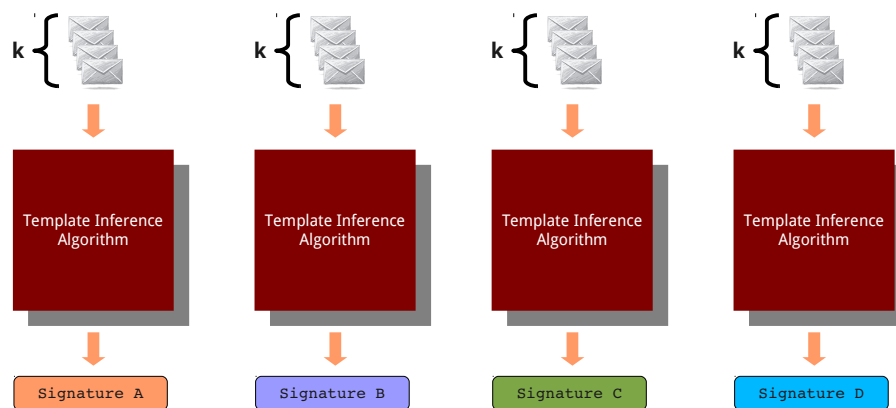 k k k k
Template Inference Algorithm
Template Inference Algorithm
Template Inference Algorithm
Template Inference Algorithm
Signature A
Signature B
Signature C
Signature D